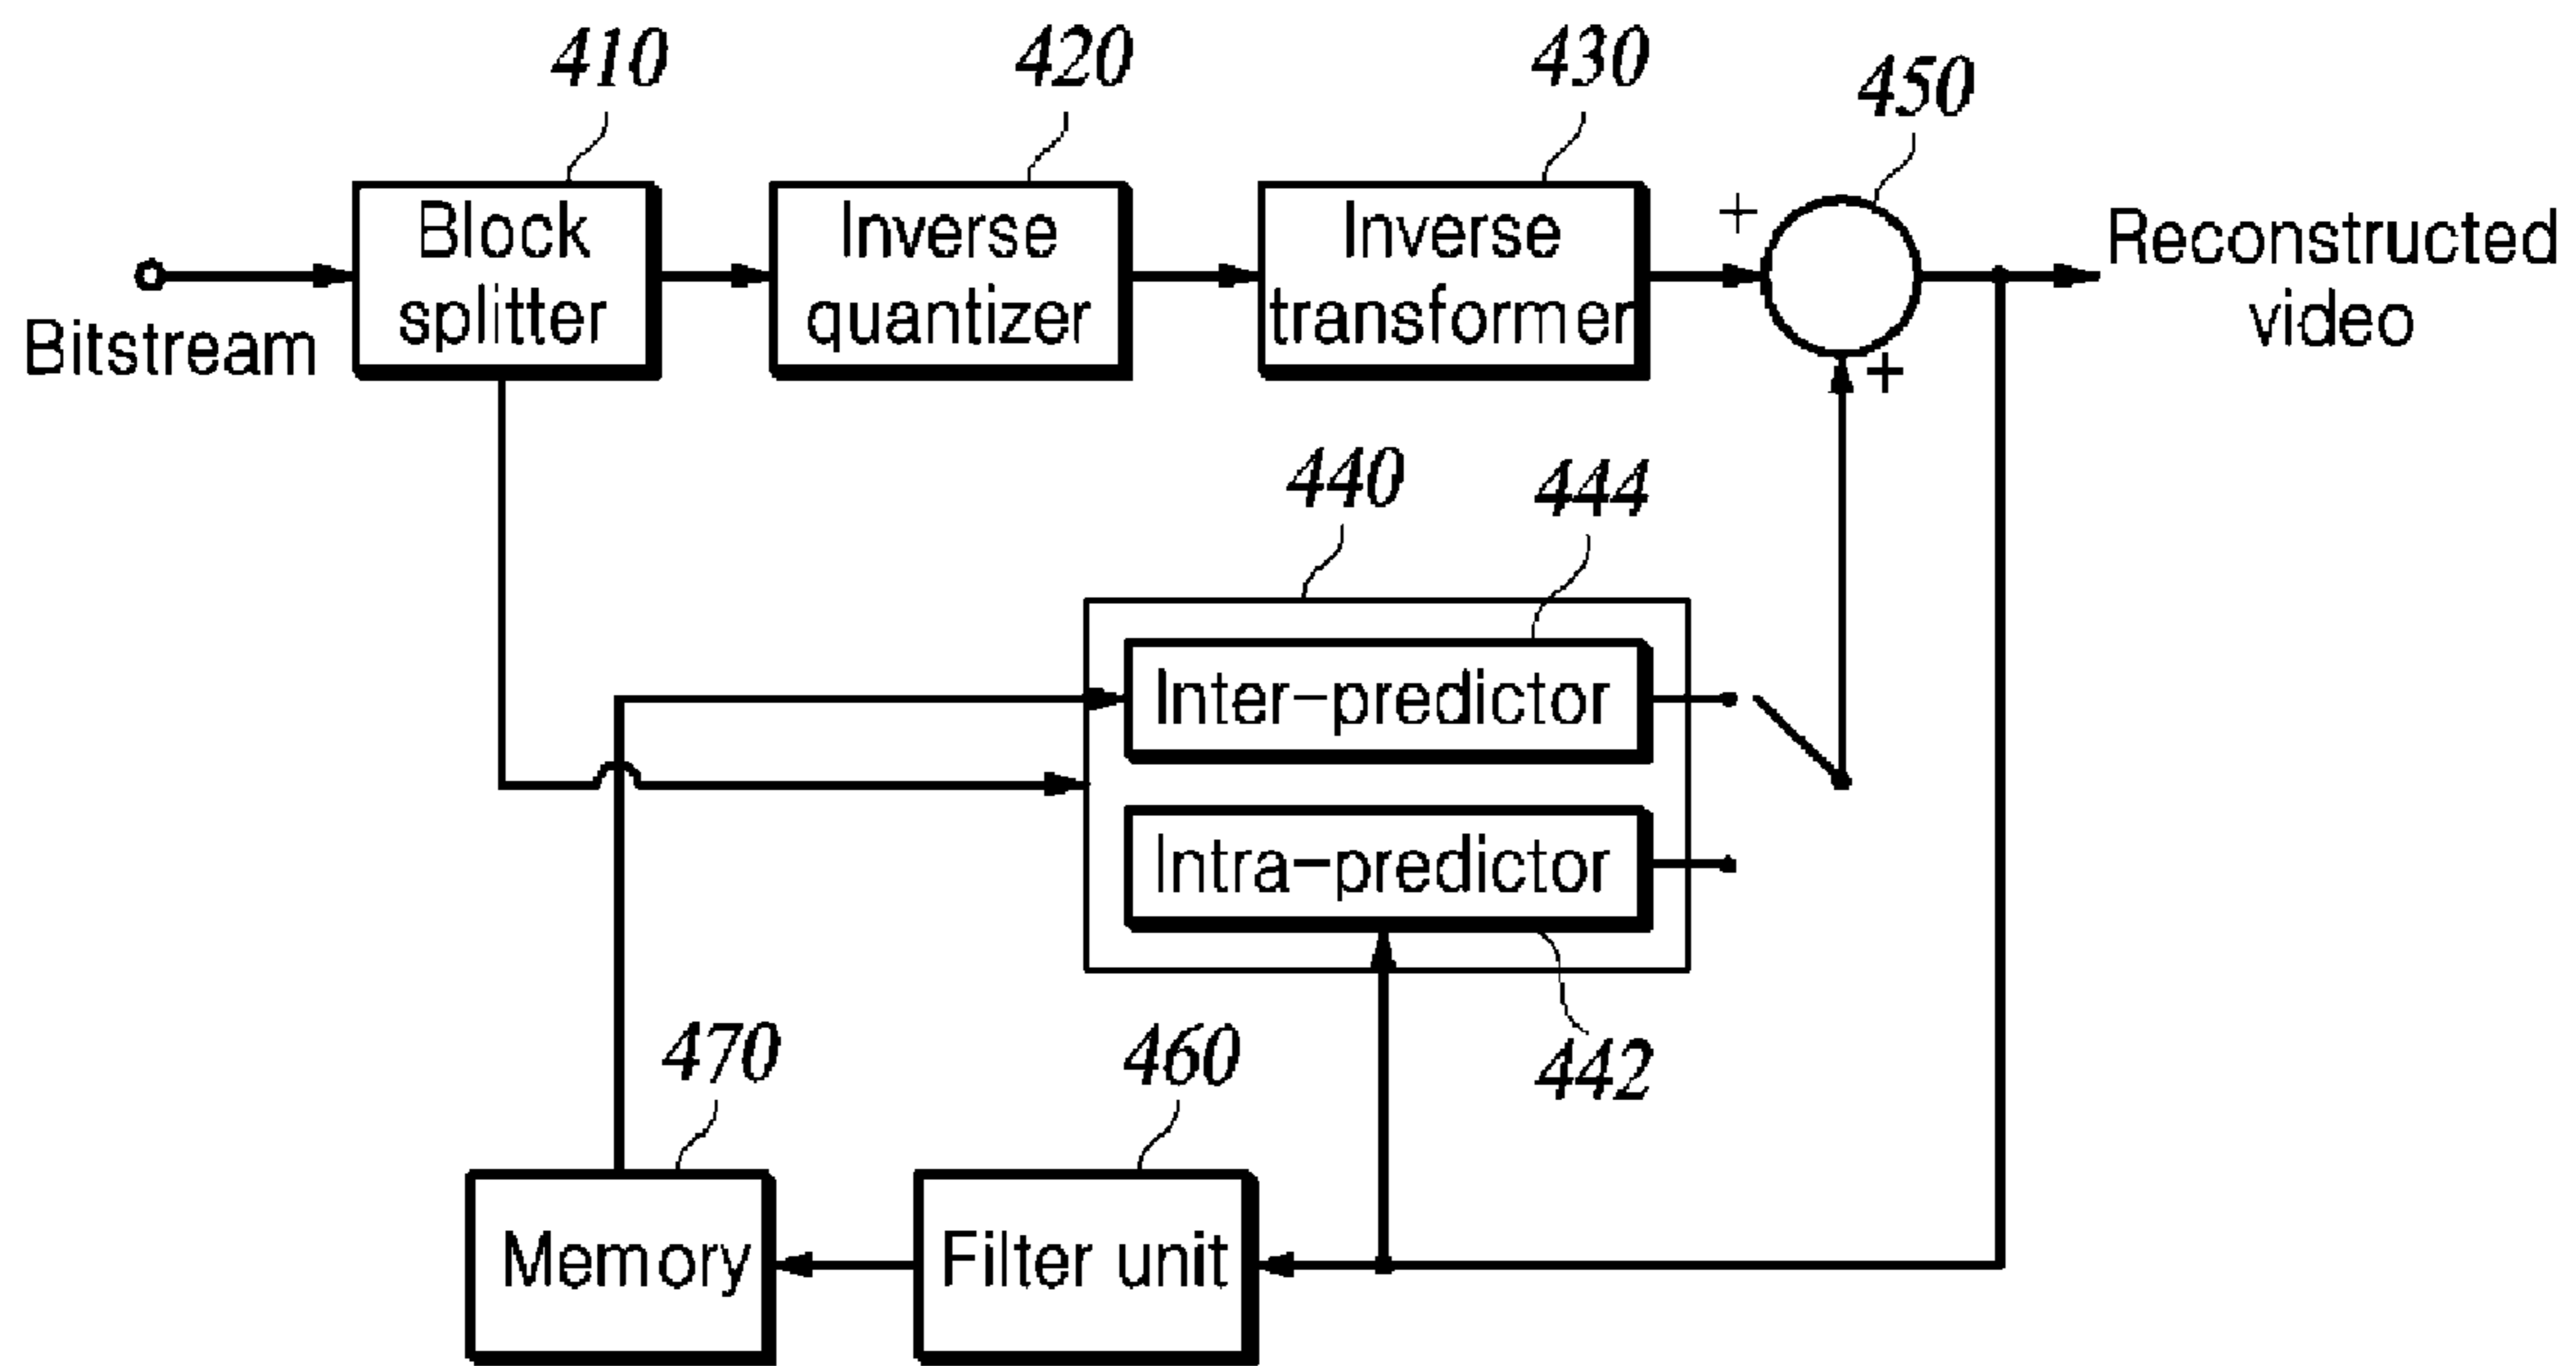 410
420
430
450
Block
splitter
Inverse
quantizer
Inverse
transformer
+
+
Reconstructed
video
Bitstream
440
444
Inter-predictor
Intra-predictor
442
470
460
Memory
Filter unit